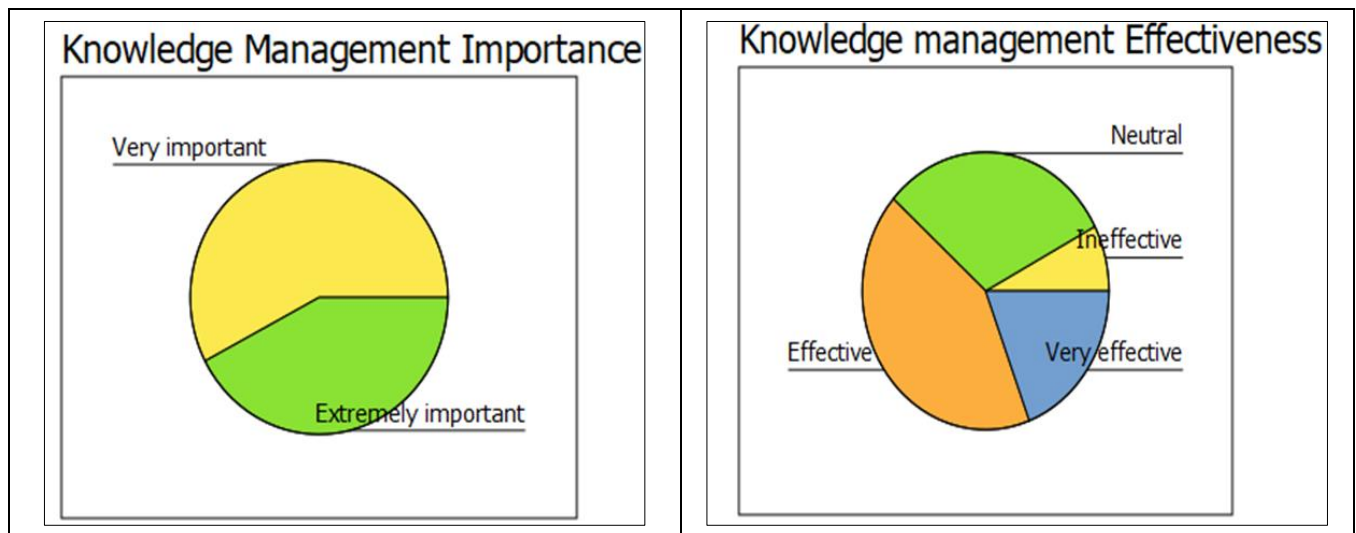 Knowledge Management Importance
Very important
Extremely important
Knowledge management Effectiveness
Neutral
Ineffective
Effective
Very effective